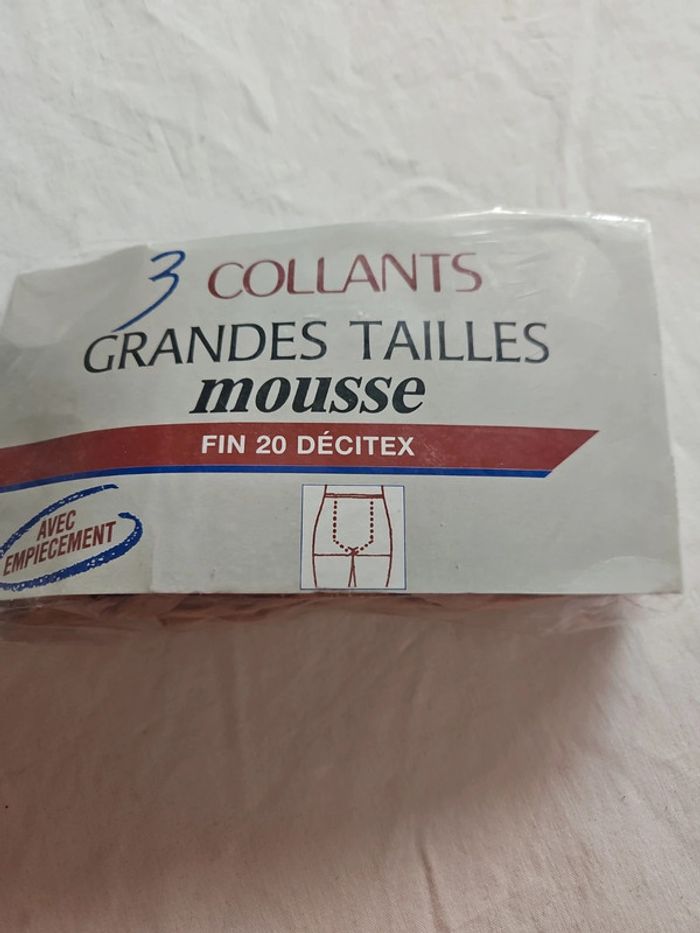 3 COLLANTS
GRANDES TAILLES
mousse
FIN 20 DÉCITEX
AVEC
EMPIECEMENT